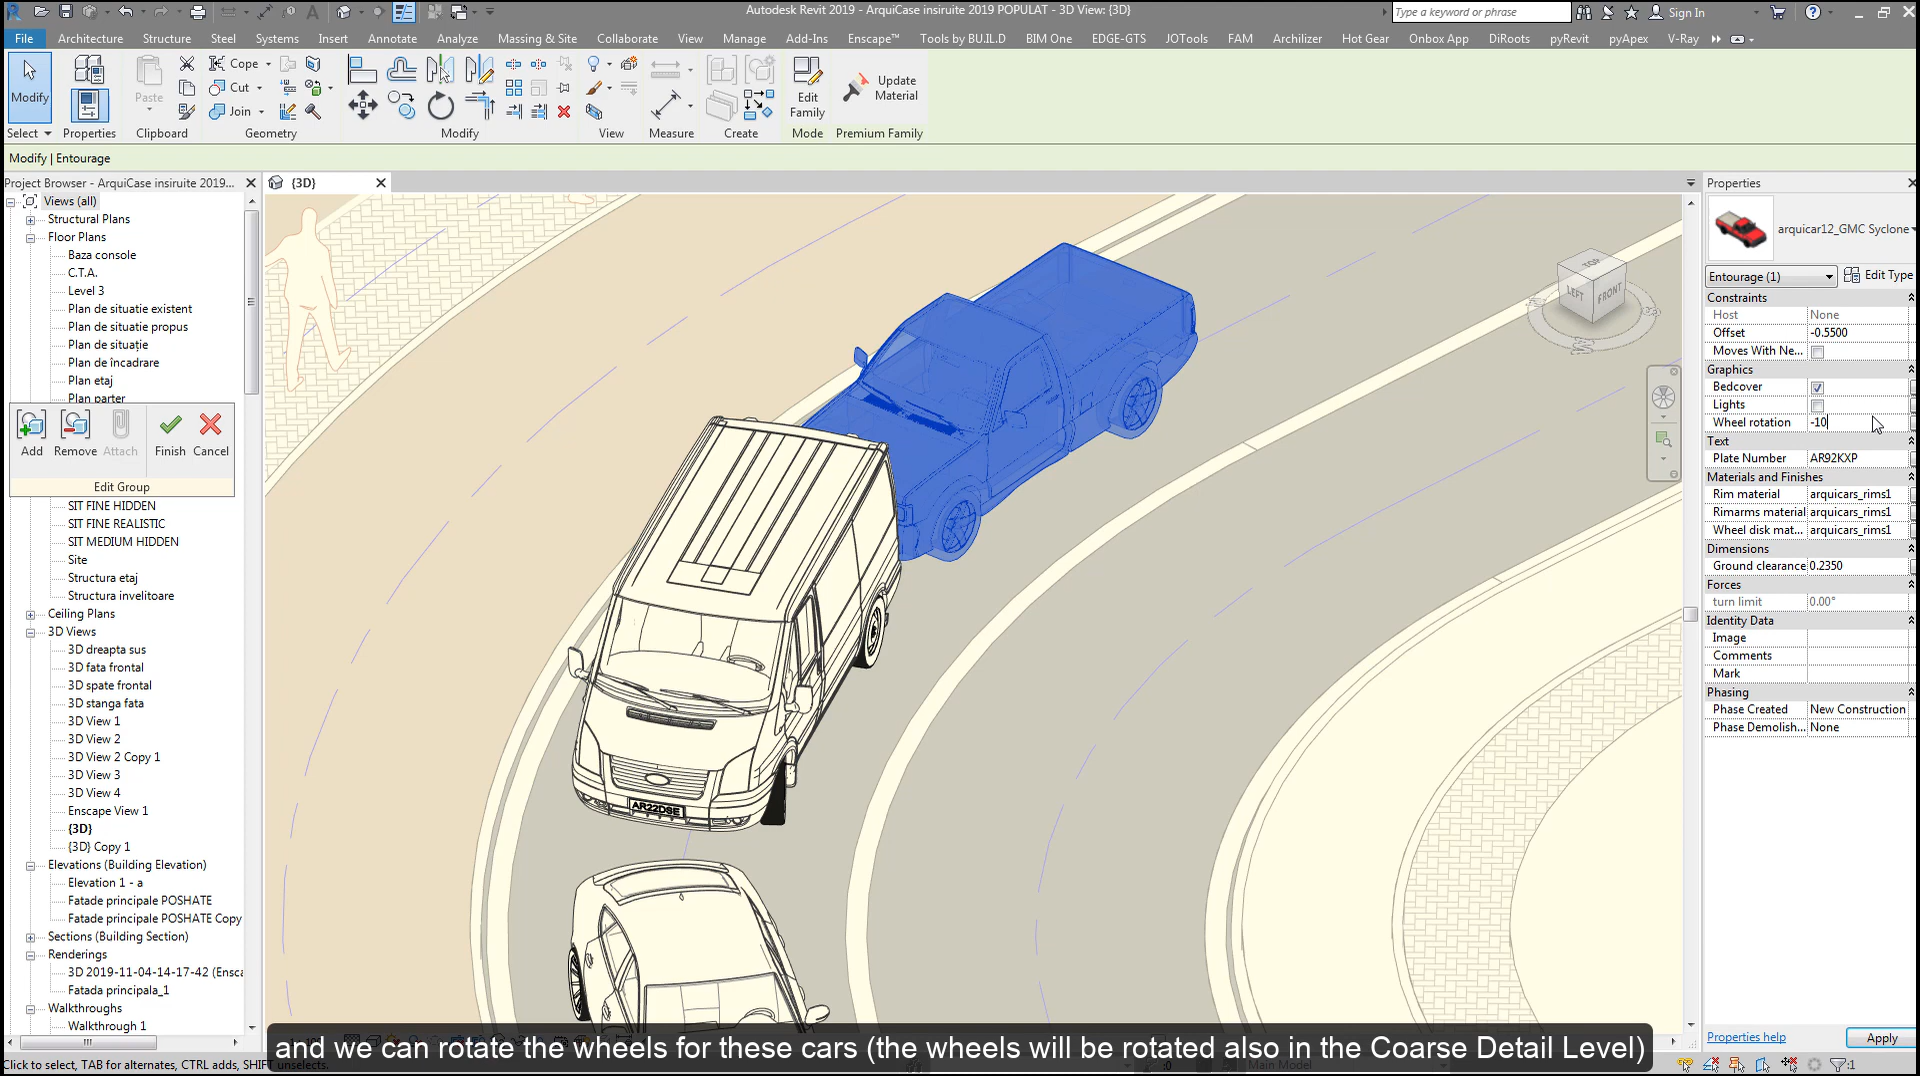 Autodesk Revit 2019 - ArquiCase insiruite 2019 POPULAT - 3D View: {3D}
Type a keyword or phrase
Sign In
File Architecture Structure Steel Systems Insert Annotate Analyze Massing & Site Collaborate View Manage Add-Ins Enscape™ Tools by BU.I.L.D BIM One EDGE-GTS JOTools FAM Archilizer Hot Gear Onbox App DiRoots pyRevit pyApex V-Ray
Modify
Paste
Cope
Cut
Join
Edit
Family
Update
Material
Select Properties Clipboard Geometry Modify View Measure Create Mode Premium Family
Modify | Entourage
Project Browser - ArquiCase insiruite 2019...
{3D}
Properties
Views (all)
Structural Plans
Floor Plans
Baza console
C.T.A.
Level 3
Plan de situatie existent
Plan de situatie propus
Plan de situație
Plan de încadrare
Plan etaj
Plan parter
Add Remove Attach Finish Cancel
Edit Group
SIT FINE HIDDEN
SIT FINE REALISTIC
SIT MEDIUM HIDDEN
Site
Structura etaj
Structura invelitoare
Ceiling Plans
3D Views
3D dreapta sus
3D fata frontal
3D spate frontal
3D stanga fata
3D View 1
3D View 2
3D View 2 Copy 1
3D View 3
3D View 4
Enscape View 1
{3D}
{3D} Copy 1
Elevations (Building Elevation)
Elevation 1 - a
Fatade principale POSHATE
Fatade principale POSHATE Copy
Sections (Building Section)
Renderings
3D 2019-11-04-14-17-42 (Ensca
Fatada principala_1
Walkthroughs
Walkthrough 1
TOP
LEFT
FRONT
AR22DSE
arquicar12_GMC Syclone
Entourage (1)
Edit Type
Constraints
Host None
Offset -0.5500
Moves With Ne...
Graphics
Bedcover
Lights
Wheel rotation -10
Text
Plate Number AR92KXP
Materials and Finishes
Rim material arquicars_rims1
Rimarms material arquicars_rims1
Wheel disk mat... arquicars_rims1
Dimensions
Ground clearance 0.2350
Forces
turn limit 0.00°
Identity Data
Image
Comments
Mark
Phasing
Phase Created New Construction
Phase Demolish... None
Properties help
Apply
and we can rotate the wheels for these cars (the wheels will be rotated also in the Coarse Detail Level)
Click to select, TAB for alternates, CTRL adds, SHIFT unselects.
:0
Main Model
:1